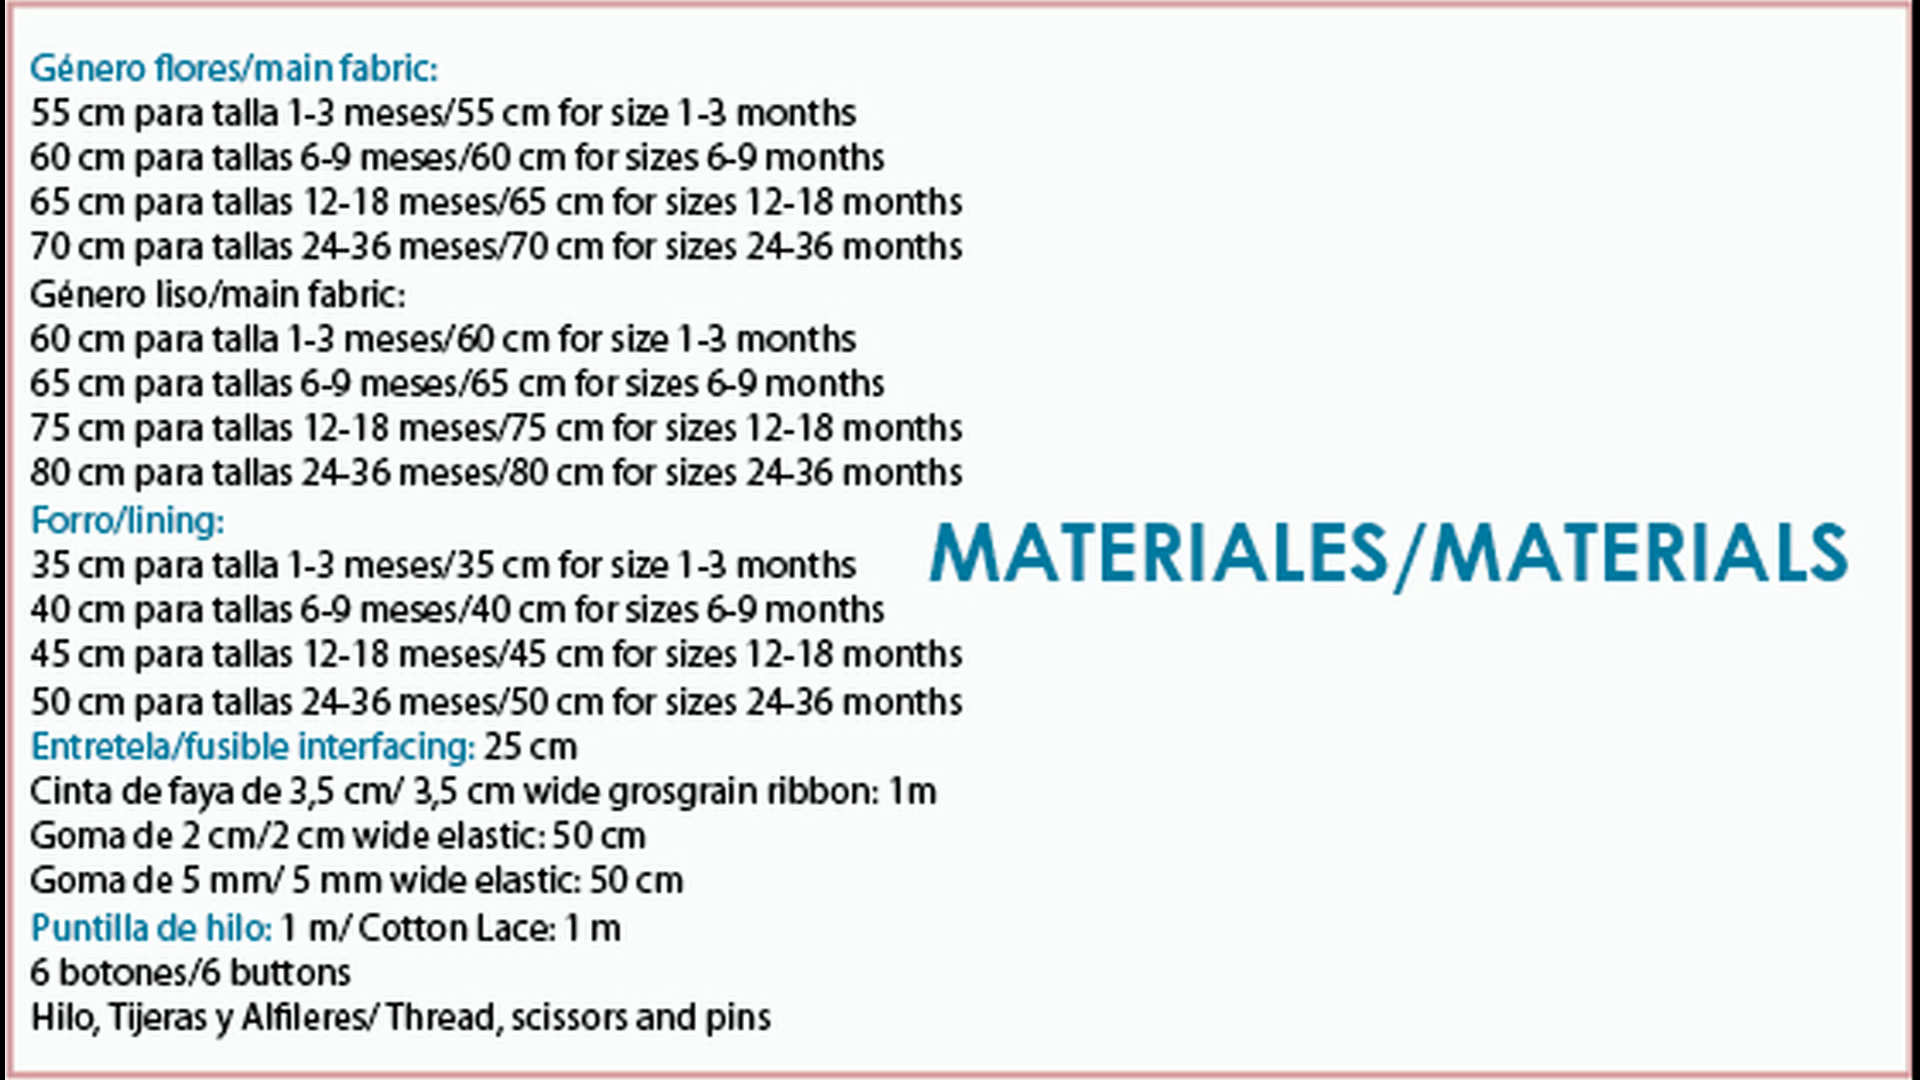 Género flores/main fabric:
55 cm para talla 1-3 meses/55 cm for size 1-3 months
60 cm para tallas 6-9 meses/60 cm for sizes 6-9 months
65 cm para tallas 12-18 meses/65 cm for sizes 12-18 months
70 cm para tallas 24-36 meses/70 cm for sizes 24-36 months
Género liso/main fabric:
60 cm para talla 1-3 meses/60 cm for size 1-3 months
65 cm para tallas 6-9 meses/65 cm for sizes 6-9 months
75 cm para tallas 12-18 meses/75 cm for sizes 12-18 months
80 cm para tallas 24-36 meses/80 cm for sizes 24-36 months
Forro/lining:
35 cm para talla 1-3 meses/35 cm for size 1-3 months
40 cm para tallas 6-9 meses/40 cm for sizes 6-9 months
45 cm para tallas 12-18 meses/45 cm for sizes 12-18 months
50 cm para tallas 24-36 meses/50 cm for sizes 24-36 months
Entretela/fusible interfacing: 25 cm
Cinta de faya de 3,5 cm/ 3,5 cm wide grosgrain ribbon: 1m
Goma de 2 cm/2 cm wide elastic: 50 cm
Goma de 5 mm/ 5 mm wide elastic: 50 cm
Puntilla de hilo: 1 m/ Cotton Lace: 1 m
6 botones/6 buttons
Hilo, Tijeras y Alfileres/ Thread, scissors and pins
MATERIALES/MATERIALS